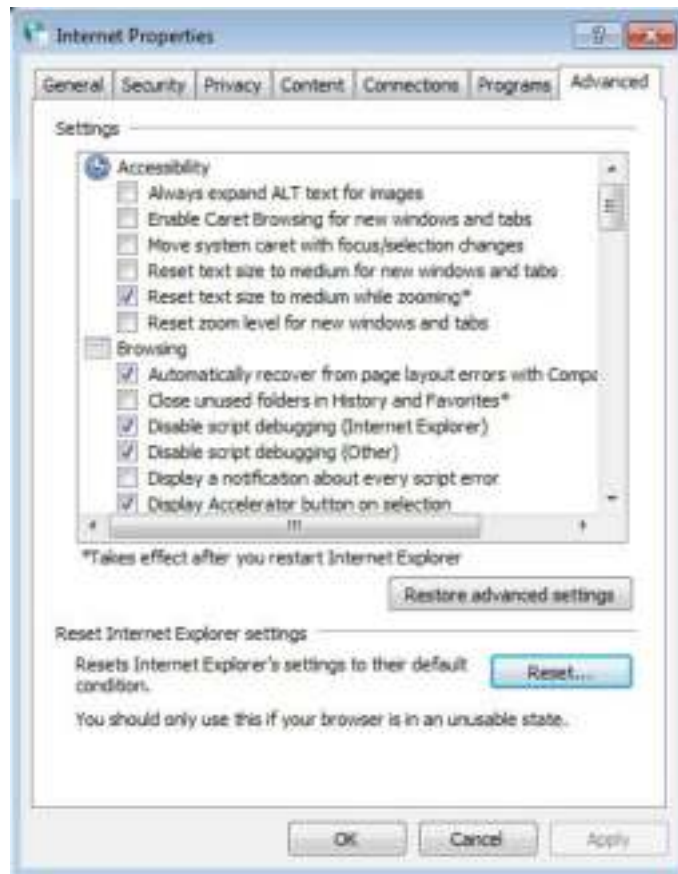 Internet Properties
General Security Privacy Content Connections Programs Advanced
Settings
Accessibility
Always expand ALT text for images
Enable Caret Browsing for new windows and tabs
Move system caret with focus/selection changes
Reset text size to medium for new windows and tabs
Reset text size to medium while zooming*
Reset zoom level for new windows and tabs
Browsing
Automatically recover from page layout errors with Compa
Close unused folders in History and Favorites*
Disable script debugging (Internet Explorer)
Disable script debugging (Other)
Display a notification about every script error
Display Accelerator button on selection
*Takes effect after you restart Internet Explorer
Restore advanced settings
Reset Internet Explorer settings
Resets Internet Explorer's settings to their default
condition.
Reset...
You should only use this if your browser is in an unusable state.
OK Cancel Apply